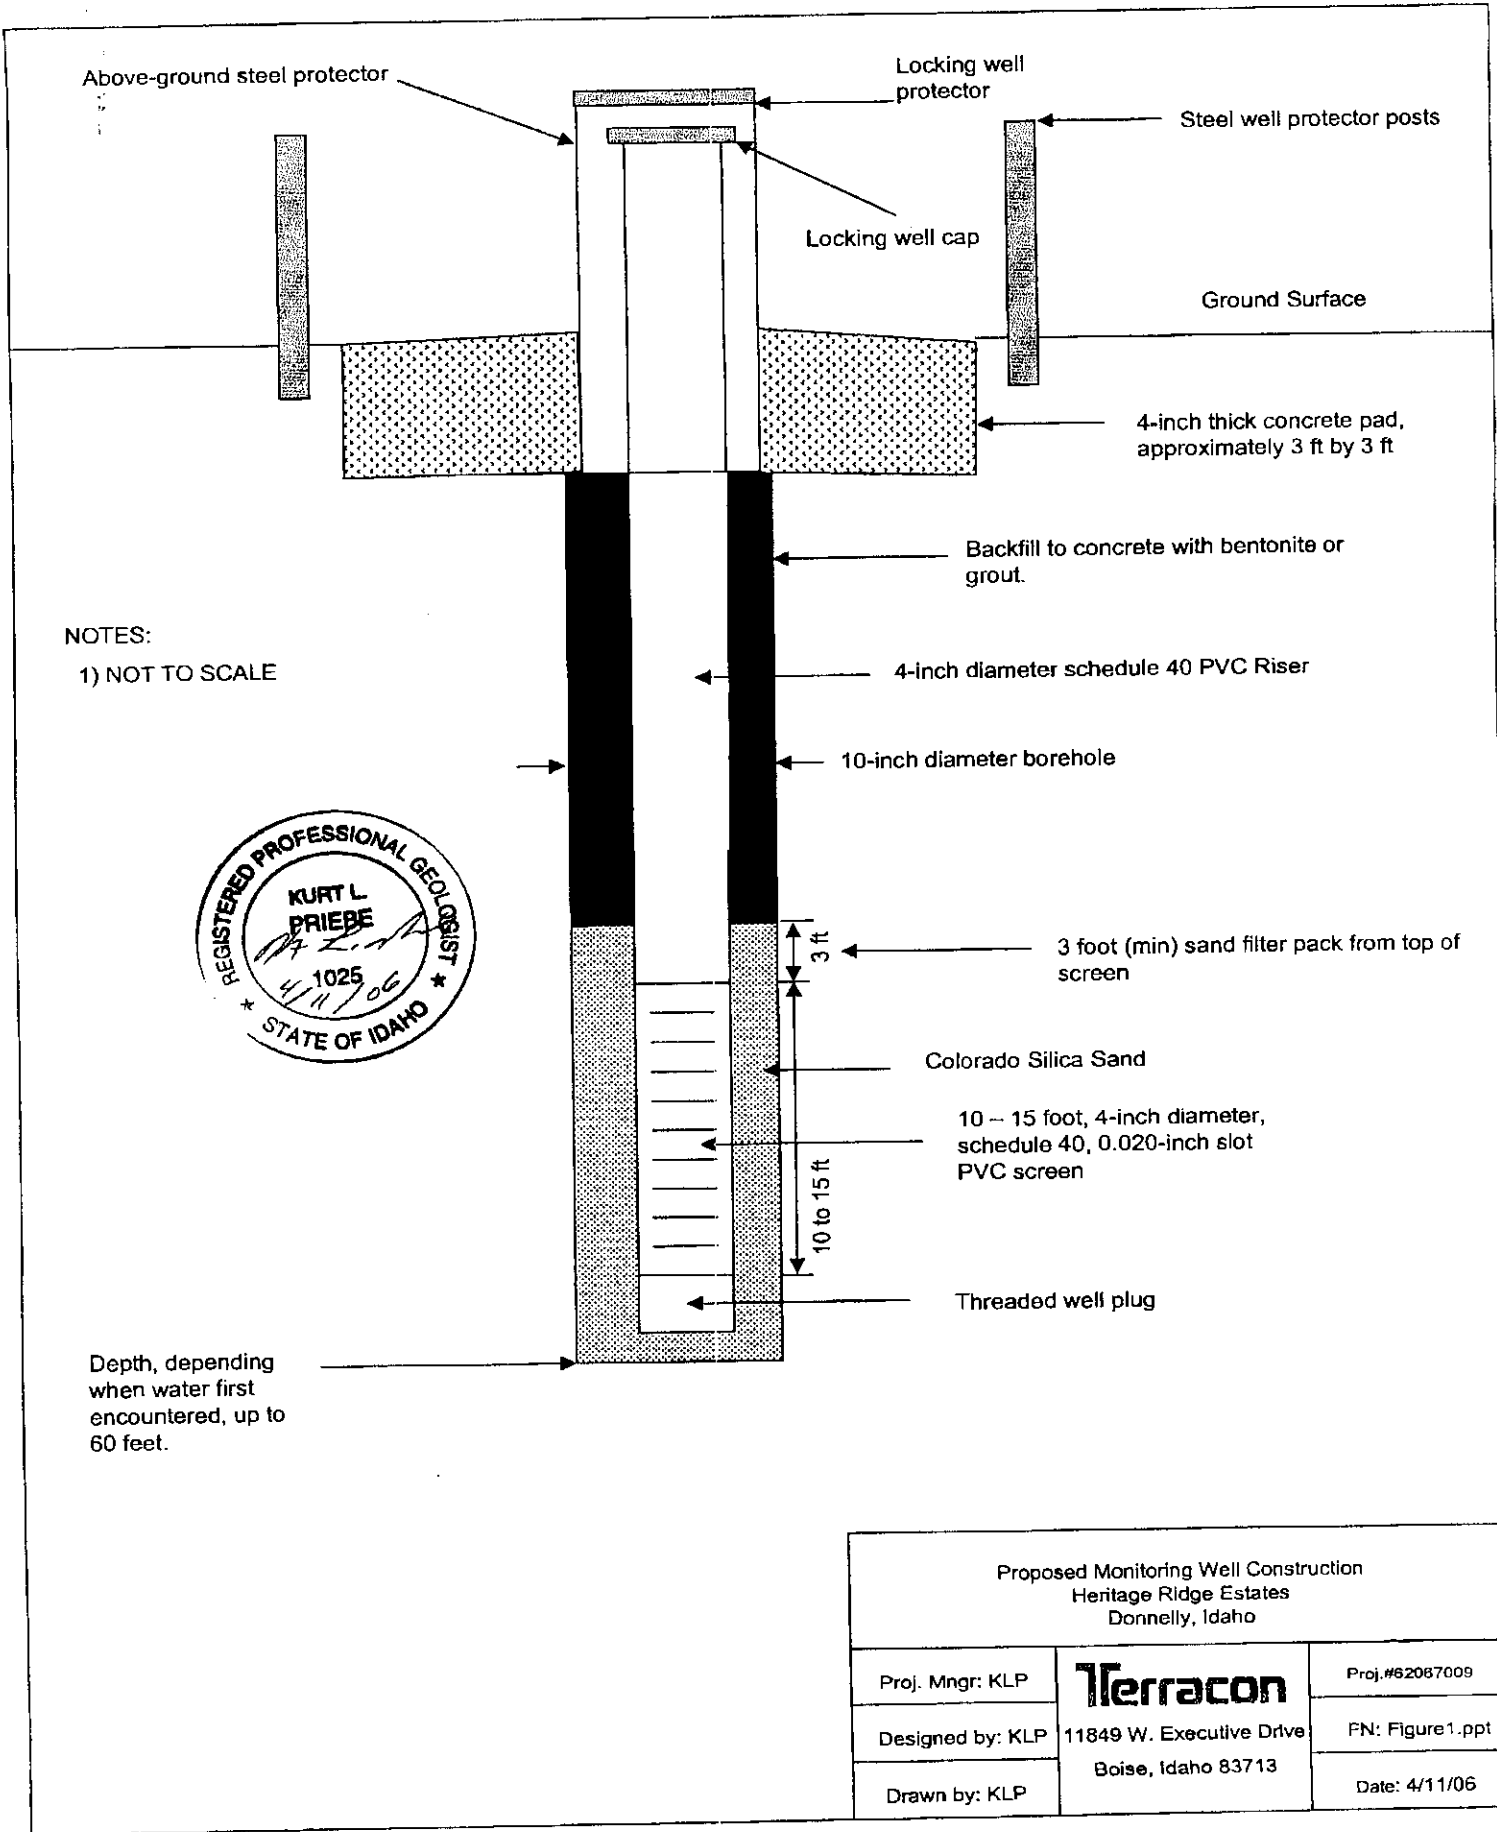 Above-ground steel protector
Locking well
protector
Steel well protector posts
Locking well cap
Ground Surface
4-inch thick concrete pad,
approximately 3 ft by 3 ft
Backfill to concrete with bentonite or
grout.
NOTES:
1) NOT TO SCALE
4-inch diameter schedule 40 PVC Riser
10-inch diameter borehole
REGISTERED PROFESSIONAL GEOLOGIST
KURT L.
PRIEBE
1025
4/11/06
★ STATE OF IDAHO ★
3 ft
3 foot (min) sand filter pack from top of
screen
Colorado Silica Sand
10 – 15 foot, 4-inch diameter,
schedule 40, 0.020-inch slot
PVC screen
10 to 15 ft
Threaded well plug
Depth, depending
when water first
encountered, up to
60 feet.
Proposed Monitoring Well Construction
Heritage Ridge Estates
Donnelly, Idaho
Proj. Mngr: KLP
Designed by: KLP
Drawn by: KLP
Terracon
11849 W. Executive Drive
Boise, Idaho 83713
Proj.#62067009
FN: Figure1.ppt
Date: 4/11/06